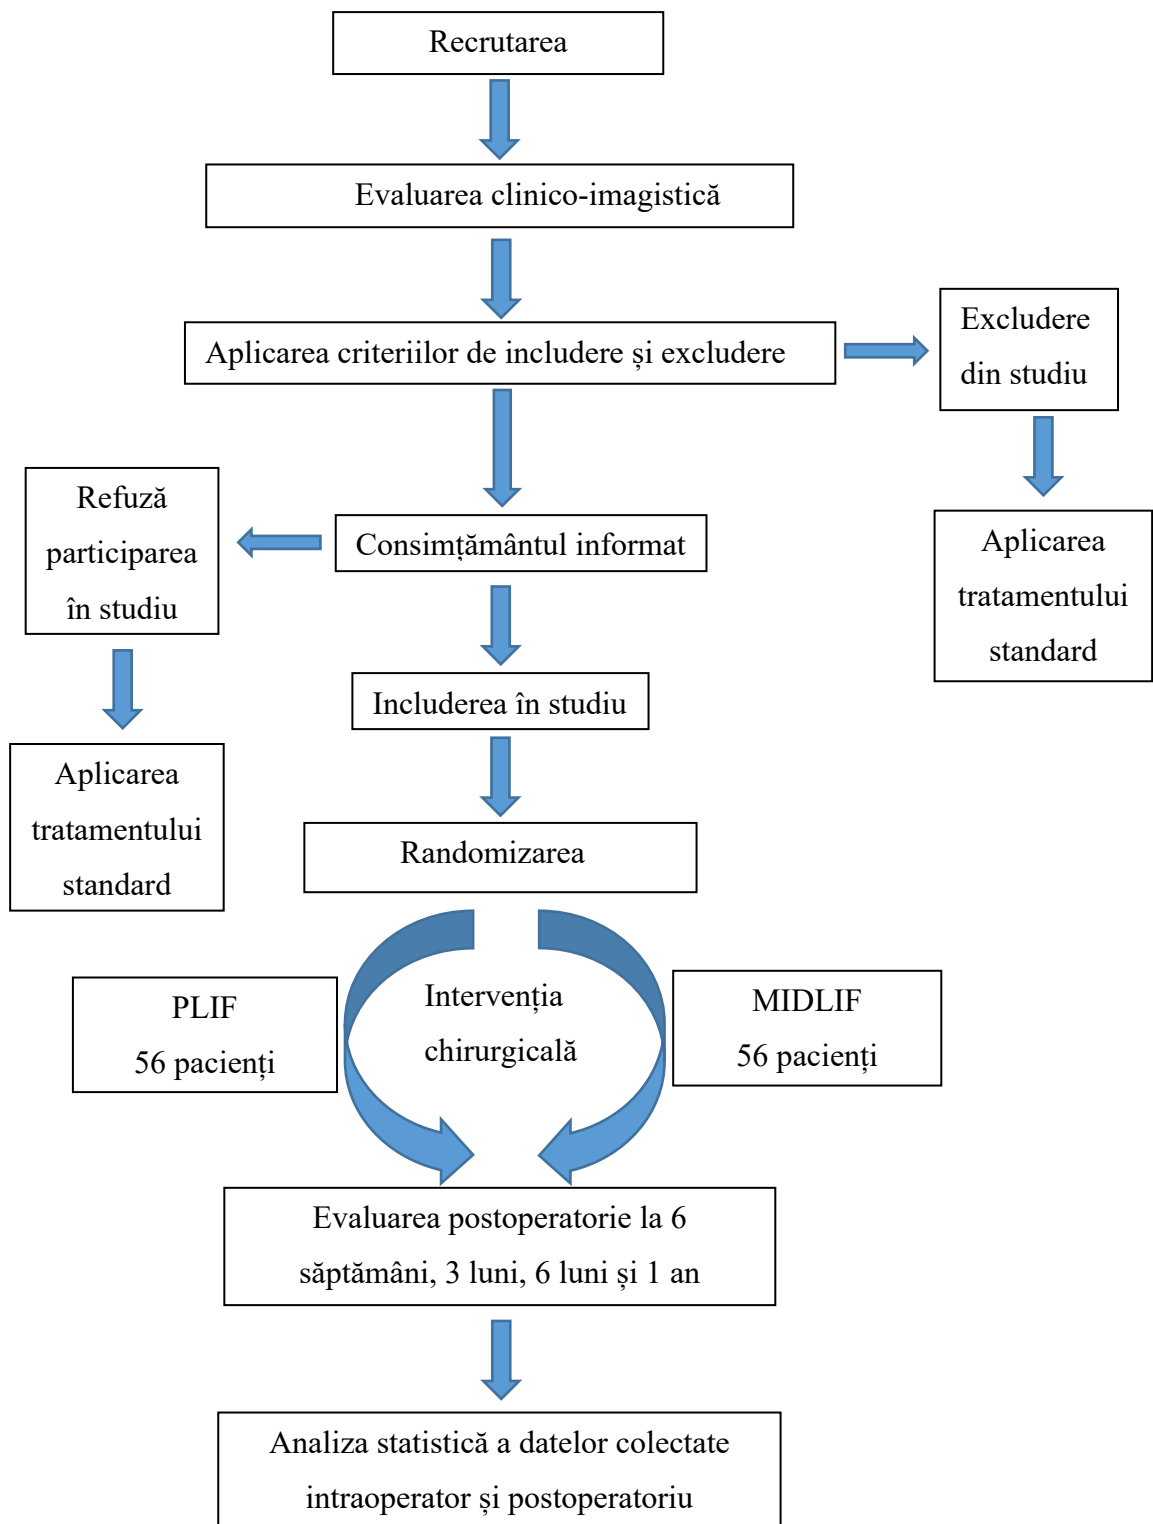 Recrutarea
Evaluarea clinico-imagistică
Aplicarea criteriilor de includere și excludere
Excludere
din studiu
Aplicarea
tratamentului
standard
Consimțământul informat
Refuză
participarea
în studiu
Aplicarea
tratamentului
standard
Includerea în studiu
Randomizarea
PLIF
56 pacienți
Intervenția
chirurgicală
MIDLIF
56 pacienți
Evaluarea postoperatorie la 6
săptămâni, 3 luni, 6 luni și 1 an
Analiza statistică a datelor colectate
intraoperator și postoperatoriu